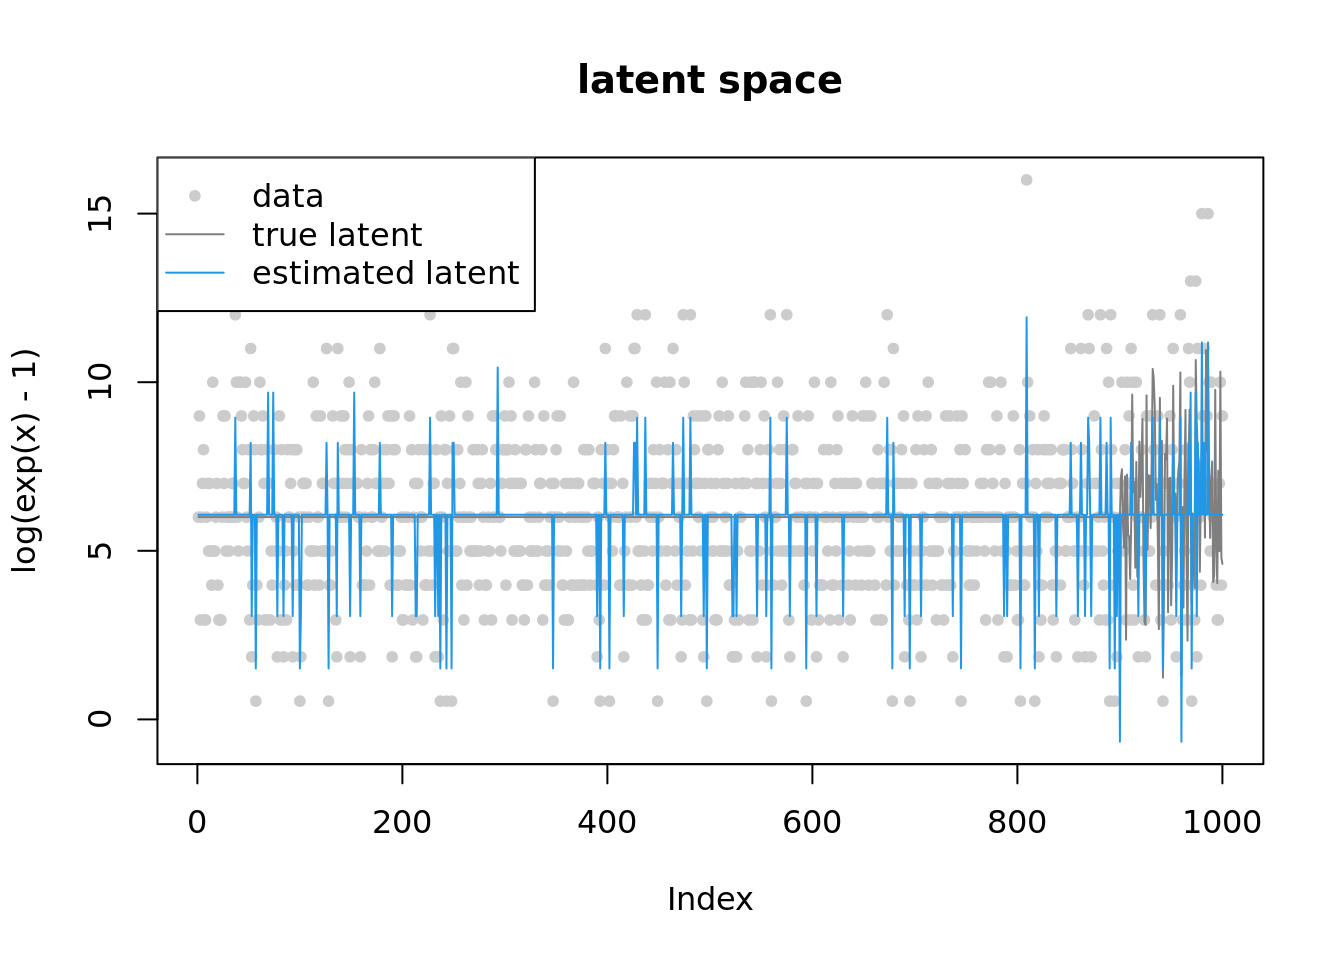 latent space
data
true latent
estimated latent
log(exp(x) - 1)
15
10
5
0
0 200 400 600 800 1000
Index